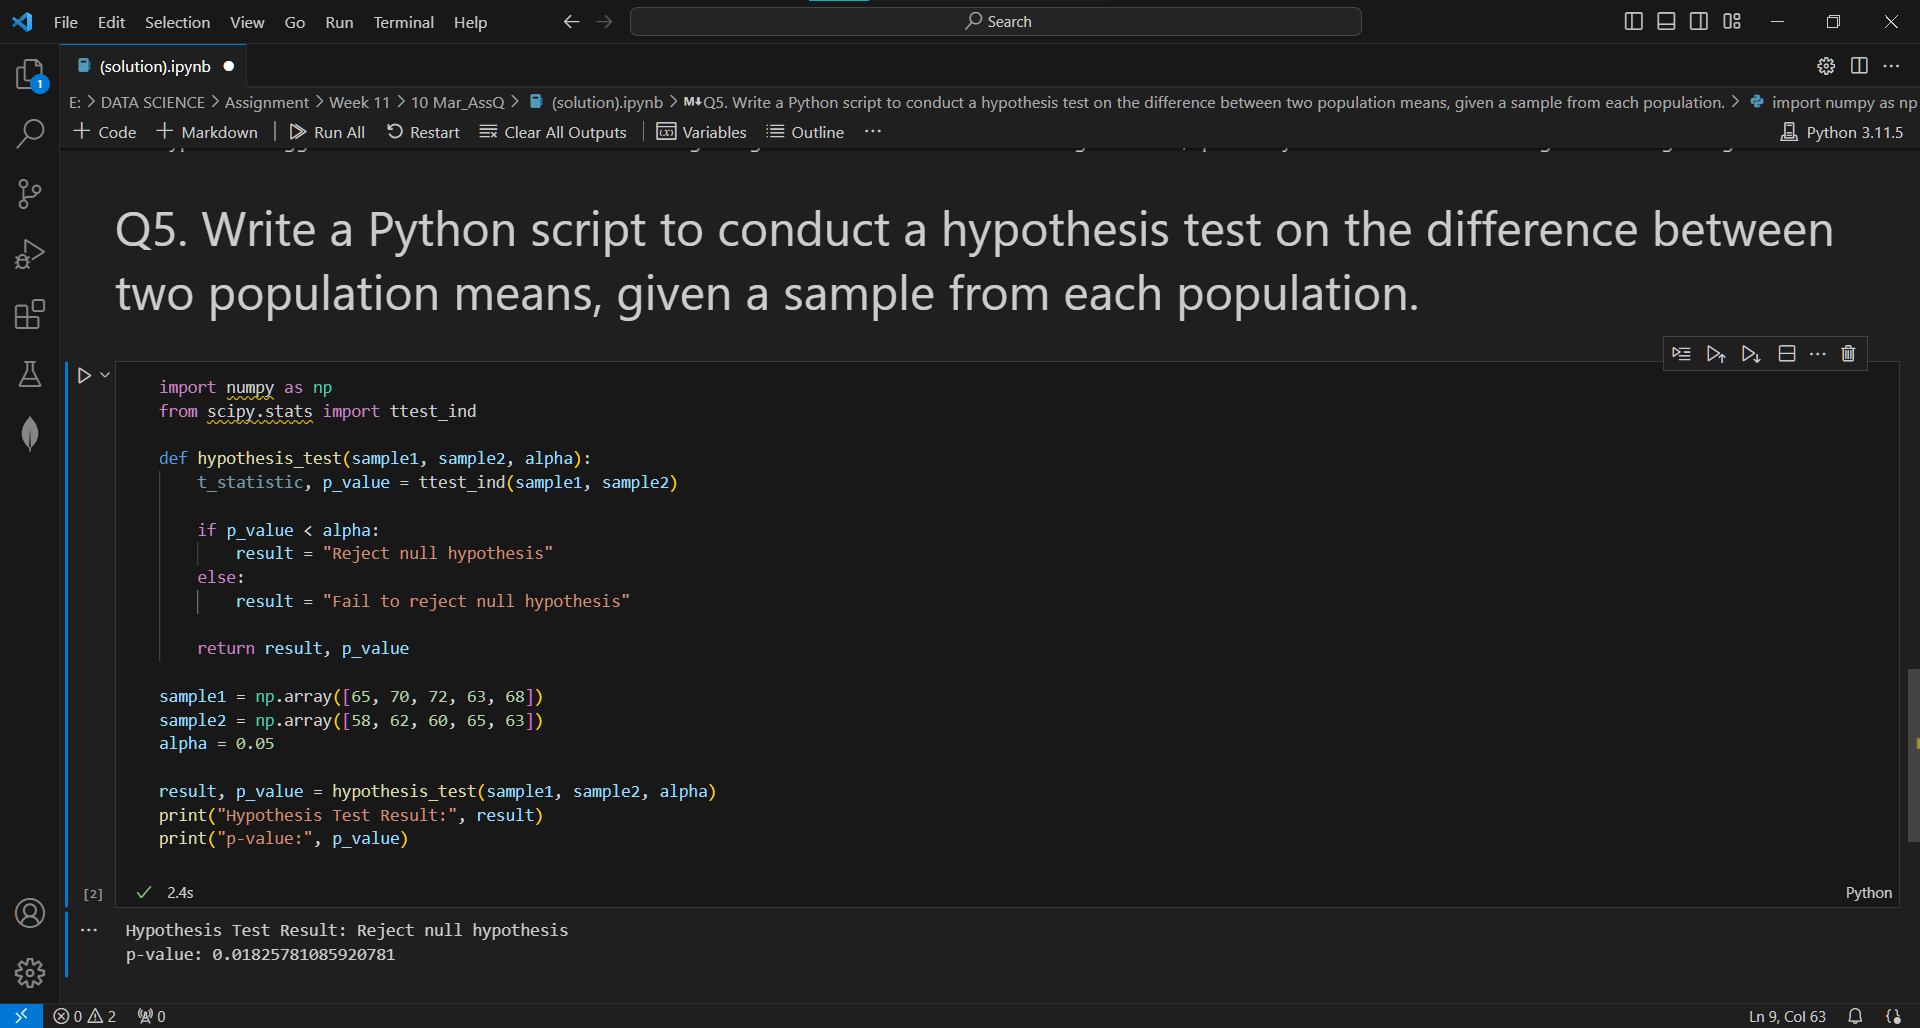 File Edit Selection View Go Run Terminal Help Search
(solution).ipynb
1
E: > DATA SCIENCE > Assignment > Week 11 > 10 Mar_AssQ > (solution).ipynb > M↓Q5. Write a Python script to conduct a hypothesis test on the difference between two population means, given a sample from each population. > import numpy as np
+ Code + Markdown | Run All Restart Clear All Outputs | Variables Outline ··· Python 3.11.5
Q5. Write a Python script to conduct a hypothesis test on the difference between
two population means, given a sample from each population.
import numpy as np
from scipy.stats import ttest_ind
def hypothesis_test(sample1, sample2, alpha):
t_statistic, p_value = ttest_ind(sample1, sample2)
if p_value < alpha:
result = "Reject null hypothesis"
else:
result = "Fail to reject null hypothesis"
return result, p_value
sample1 = np.array([65, 70, 72, 63, 68])
sample2 = np.array([58, 62, 60, 65, 63])
alpha = 0.05
result, p_value = hypothesis_test(sample1, sample2, alpha)
print("Hypothesis Test Result:", result)
print("p-value:", p_value)
[2] ✓ 2.4s Python
··· Hypothesis Test Result: Reject null hypothesis
p-value: 0.01825781085920781
0 2 0 Ln 9, Col 63